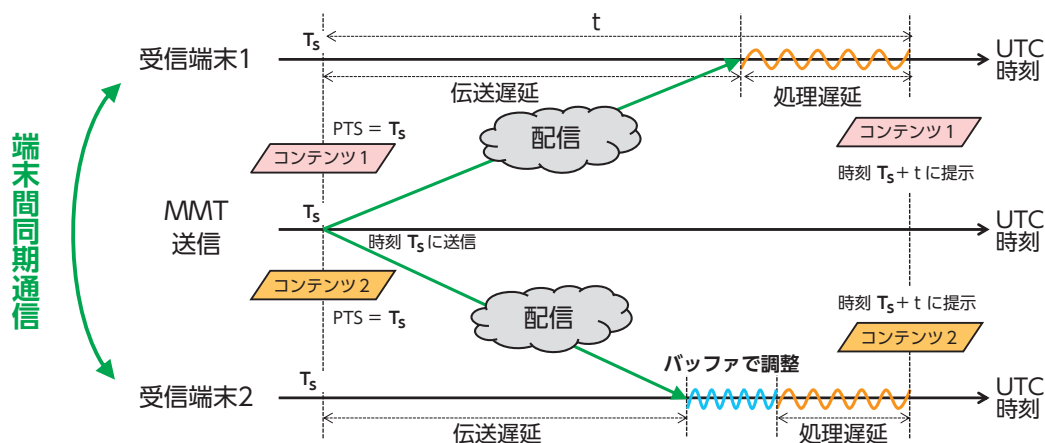 t
Ts
受信端末1
UTC
時刻
伝送遅延
処理遅延
PTS = Ts
配信
コンテンツ1
コンテンツ1
時刻 Ts + t に提示
端末間同期通信
MMT
送信
Ts
時刻 Ts に送信
UTC
時刻
コンテンツ2
PTS = Ts
配信
時刻 Ts + t に提示
コンテンツ2
バッファで調整
受信端末2
Ts
UTC
時刻
伝送遅延
処理遅延